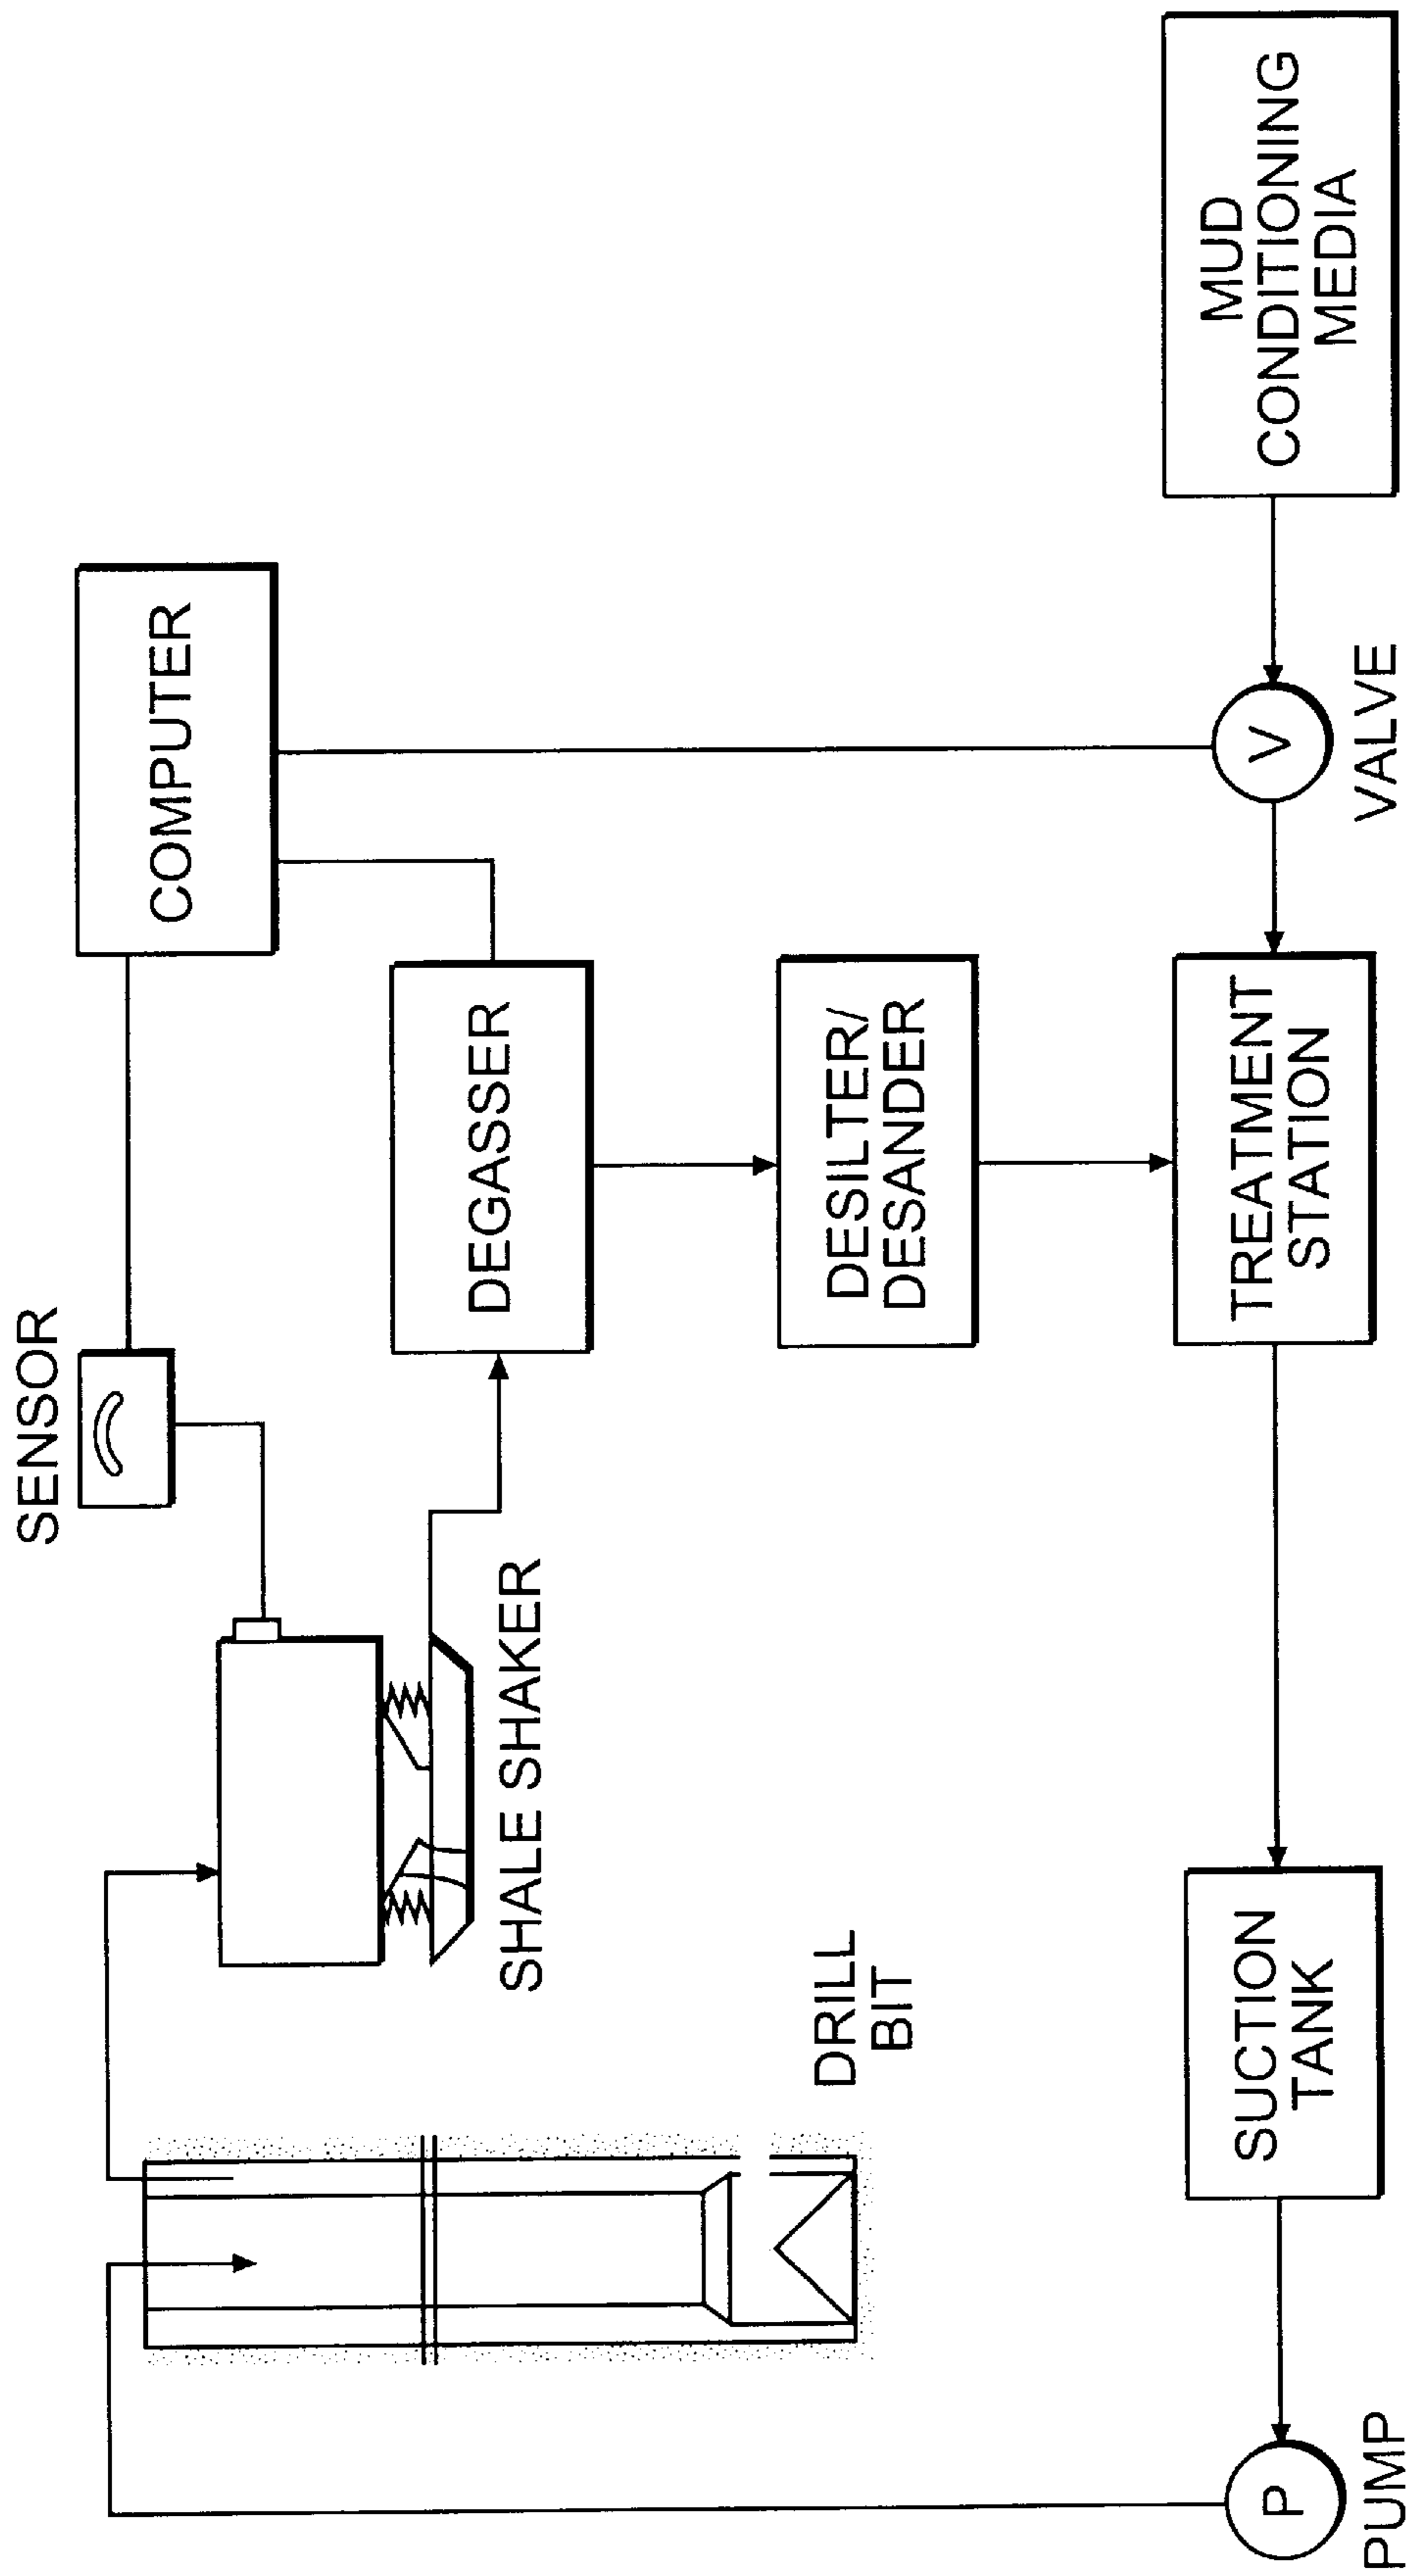 SENSOR
COMPUTER
DEGASSER
SHALE SHAKER
DRILL
BIT
DESILTER/
DESANDER
P
PUMP
SUCTION
TANK
TREATMENT
STATION
V
VALVE
MUD
CONDITIONING
MEDIA